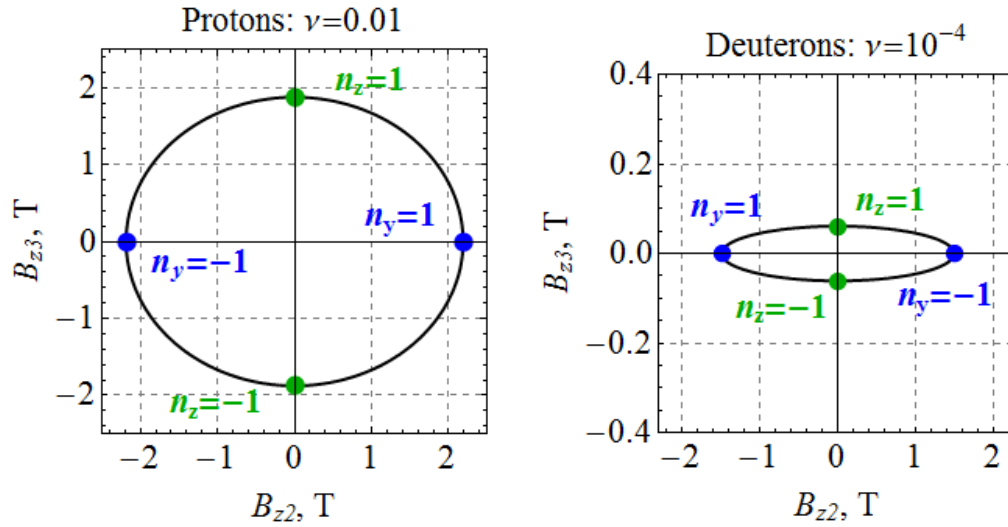 Protons: ν=0.01
2
1
0
−1
−2
B_z3, T
n_z=1
n_y=1
n_y=−1
n_z=−1
−2
−1
0
1
2
B_z2, T
Deuterons: ν=10⁻⁴
0.4
0.2
0.0
−0.2
−0.4
B_z3, T
n_y=1
n_z=1
n_z=−1
n_y=−1
−2
−1
0
1
2
B_z2, T